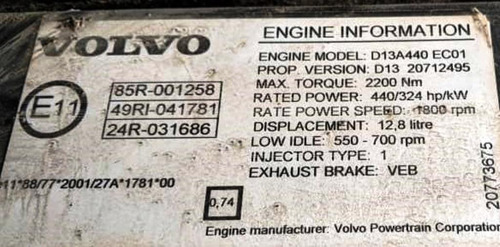 VOLVO
E11
85R-001258
49RI-041781
24R-031686
e11*88/77*2001/27A*1781*00
0,74
ENGINE INFORMATION
ENGINE MODEL: D13A440 EC01
PROP. VERSION: D13 20712495
MAX. TORQUE: 2200 Nm
RATED POWER: 440/324 hp/kW
RATE POWER SPEED: 1800 rpm
DISPLACEMENT: 12,8 litre
LOW IDLE: 550 - 700 rpm
INJECTOR TYPE: 1
EXHAUST BRAKE: VEB
20773675
Engine manufacturer: Volvo Powertrain Corporation